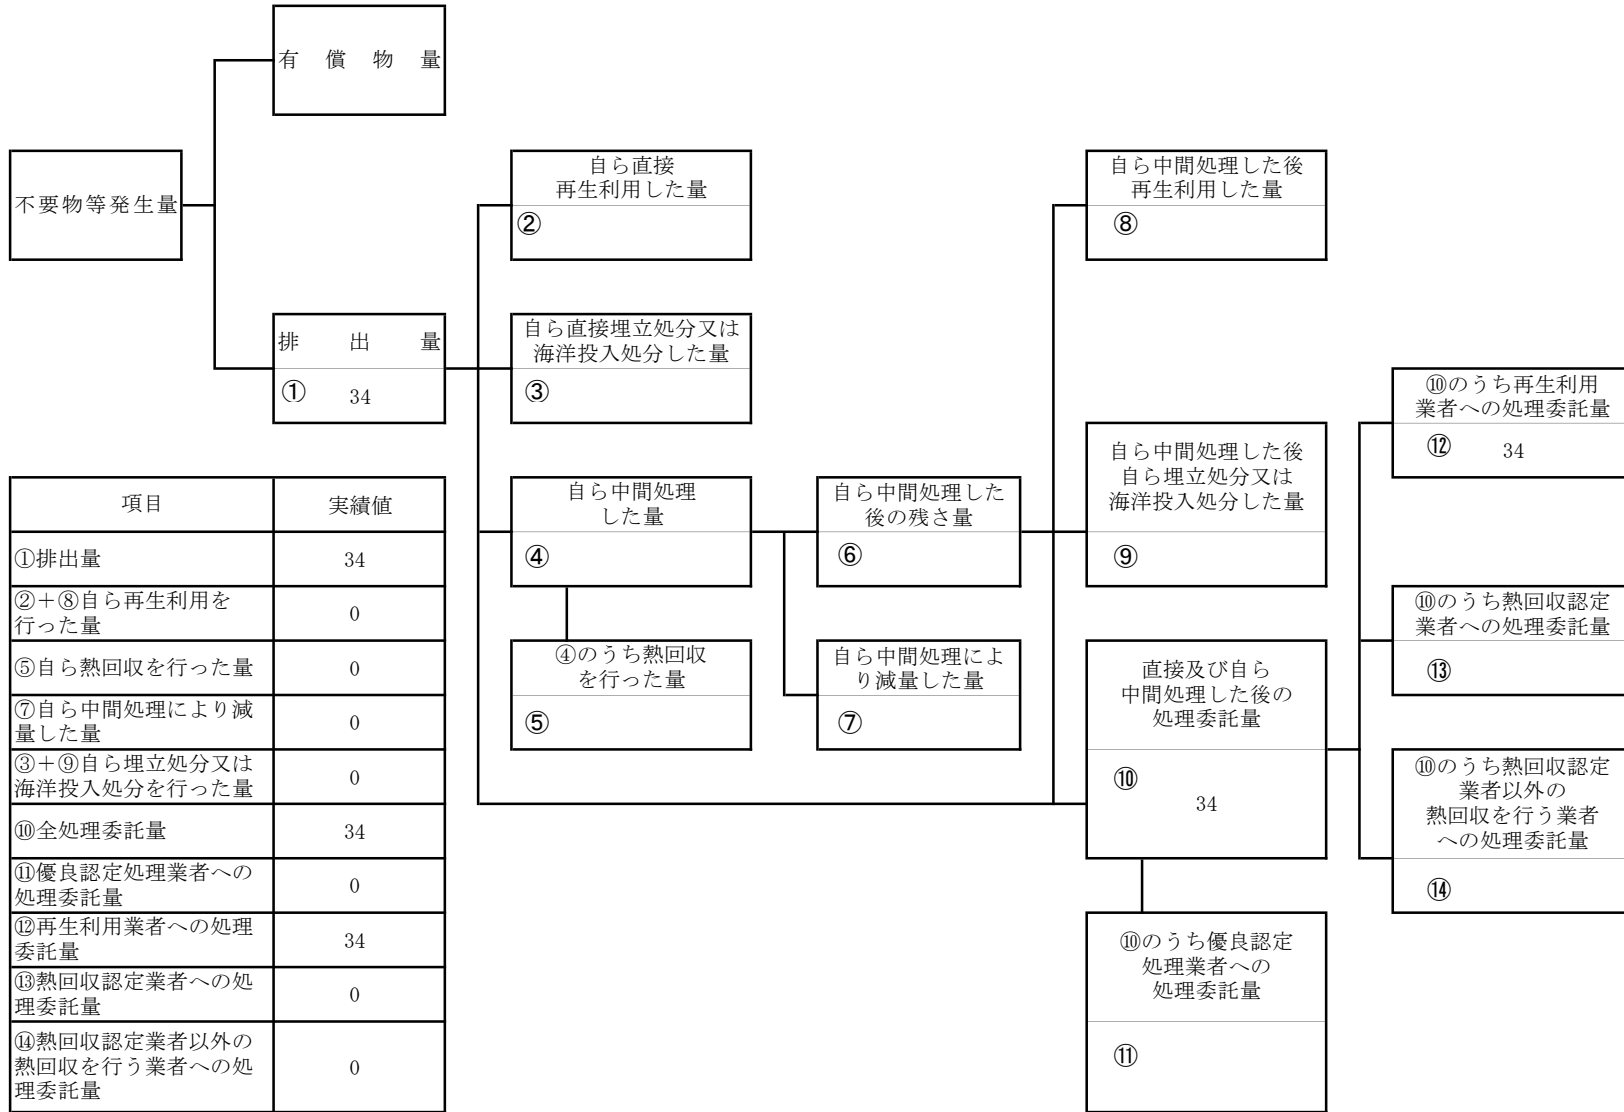 有償物量
不要物等発生量
排出量
① 34
自ら直接
再生利用した量
②
自ら直接埋立処分又は
海洋投入処分した量
③
自ら中間処理
した量
④
④のうち熱回収
を行った量
⑤
自ら中間処理した
後の残さ量
⑥
自ら中間処理によ
り減量した量
⑦
自ら中間処理した後
再生利用した量
⑧
自ら中間処理した後
自ら埋立処分又は
海洋投入処分した量
⑨
直接及び自ら
中間処理した後の
処理委託量
⑩
34
⑩のうち優良認定
処理業者への
処理委託量
⑪
⑩のうち再生利用
業者への処理委託量
⑫ 34
⑩のうち熱回収認定
業者への処理委託量
⑬
⑩のうち熱回収認定
業者以外の
熱回収を行う業者
への処理委託量
⑭
項目 実績値
①排出量 34
②+⑧自ら再生利用を
行った量 0
⑤自ら熱回収を行った量 0
⑦自ら中間処理により減
量した量 0
③+⑨自ら埋立処分又は
海洋投入処分を行った量 0
⑩全処理委託量 34
⑪優良認定処理業者への
処理委託量 0
⑫再生利用業者への処理
委託量 34
⑬熱回収認定業者への処
理委託量 0
⑭熱回収認定業者以外の
熱回収を行う業者への処 0
理委託量